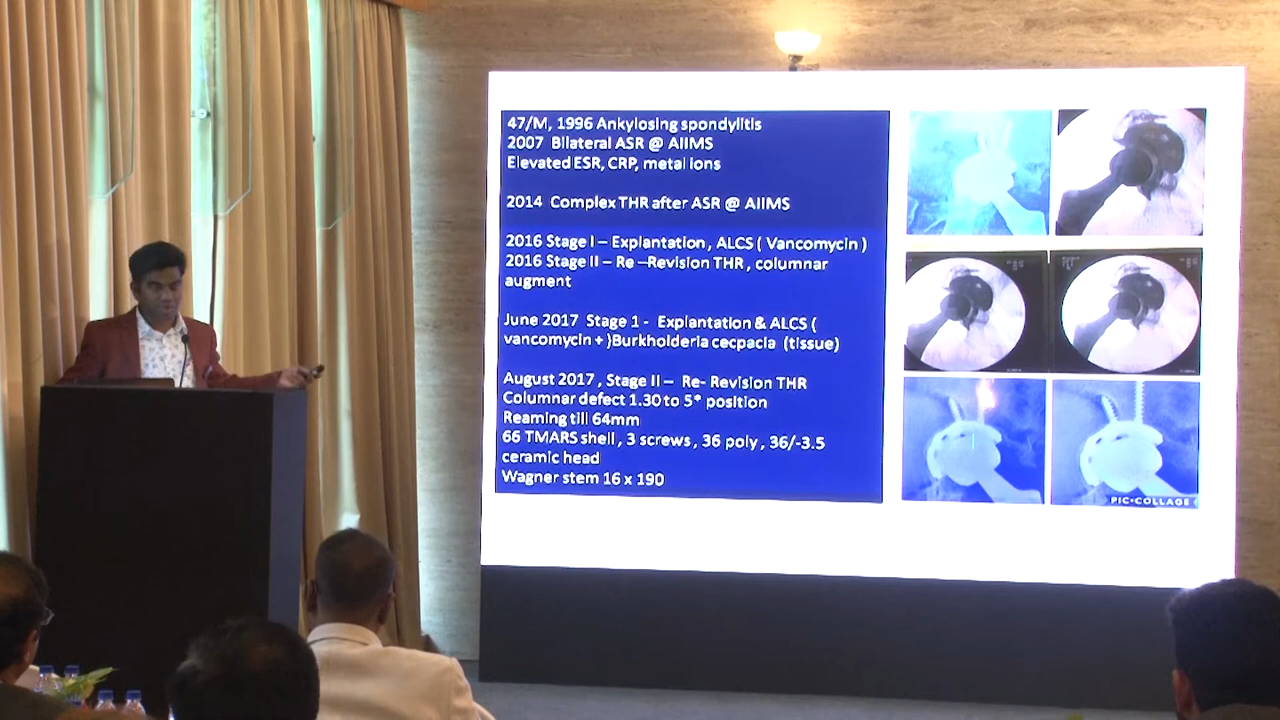 47/M, 1996 Ankylosing spondylitis
2007 Bilateral ASR @ AIIMS
Elevated ESR, CRP, metal ions
2014 Complex THR after ASR @ AIIMS
2016 Stage I – Explantation, ALCS ( Vancomycin )
2016 Stage II – Re –Revision THR, columnar
augment
June 2017 Stage 1 - Explantation & ALCS (
vancomycin + )Burkholderia cecpacia (tissue)
August 2017, Stage II – Re- Revision THR
Columnar defect 1.30 to 5* position
Reaming till 64mm
66 TMARS shell, 3 screws, 36 poly, 36/-3.5
ceramic head
Wagner stem 16 x 190
PIC•COLLAGE